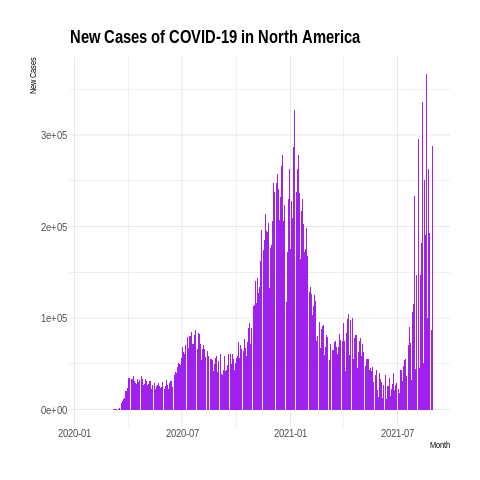 New Cases of COVID-19 in North America
New Cases
3e+05
2e+05
1e+05
0e+00
2020-01 2020-07 2021-01 2021-07
Month